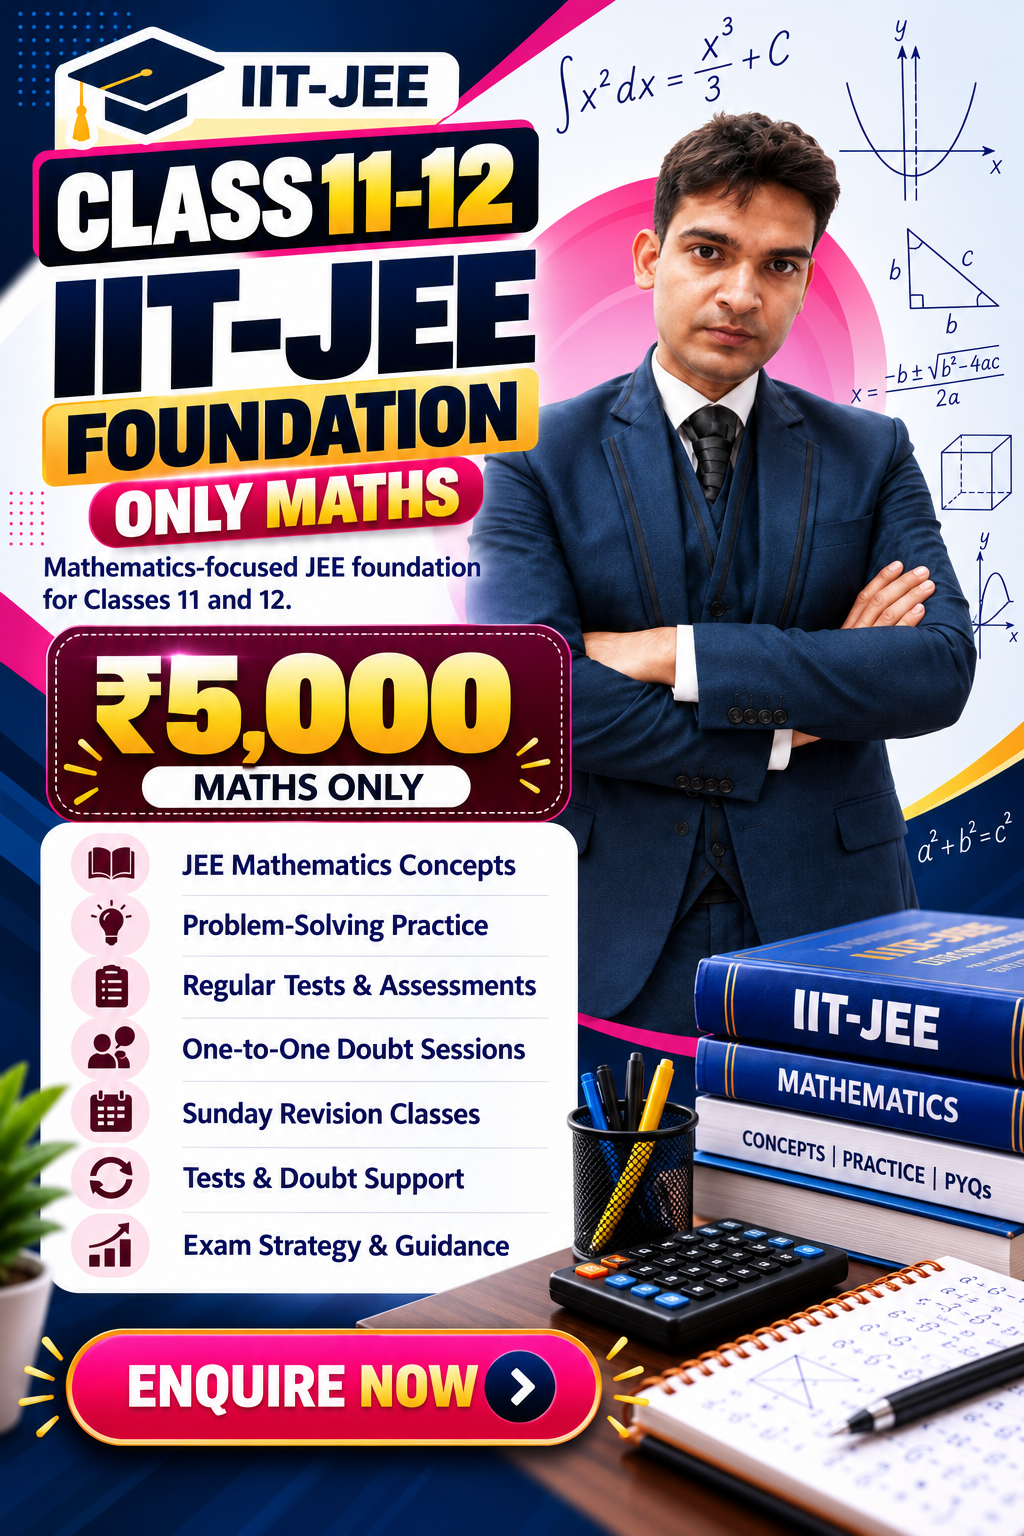 IIT-JEE
CLASS 11-12
IIT-JEE
FOUNDATION
ONLY MATHS
Mathematics-focused JEE foundation
for Classes 11 and 12.
₹5,000
MATHS ONLY
JEE Mathematics Concepts
Problem-Solving Practice
Regular Tests & Assessments
One-to-One Doubt Sessions
Sunday Revision Classes
Tests & Doubt Support
Exam Strategy & Guidance
ENQUIRE NOW
∫x²dx = x³/3 + C
y
x
b
c
b
x = -b ± √b²-4ac / 2a
y
x
a² + b² = c²
IIT-JEE
MATHEMATICS
CONCEPTS | PRACTICE | PYQs